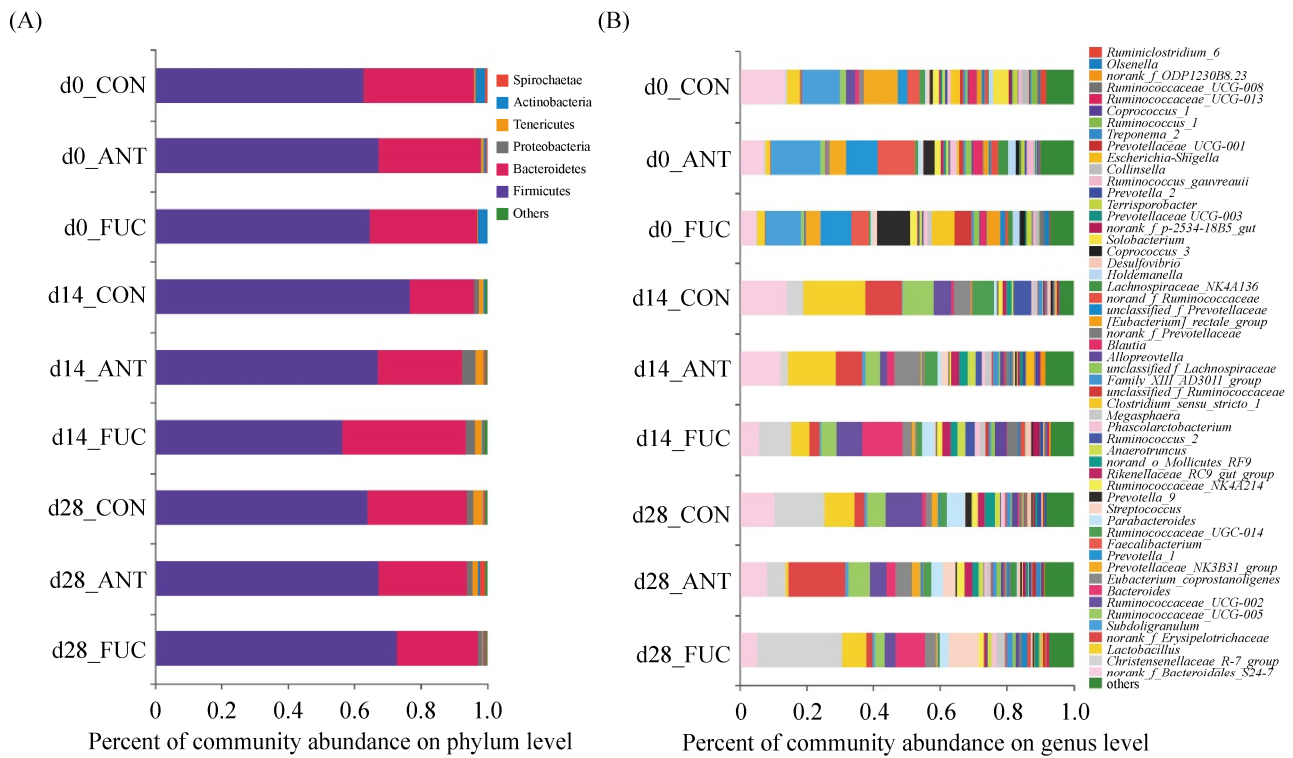 (A)
d0_CON
d0_ANT
d0_FUC
d14_CON
d14_ANT
d14_FUC
d28_CON
d28_ANT
d28_FUC
0 0.2 0.4 0.6 0.8 1.0
Percent of community abundance on phylum level
Spirochaetae
Actinobacteria
Tenericutes
Proteobacteria
Bacteroidetes
Firmicutes
Others
(B)
d0_CON
d0_ANT
d0_FUC
d14_CON
d14_ANT
d14_FUC
d28_CON
d28_ANT
d28_FUC
0 0.2 0.4 0.6 0.8 1.0
Percent of community abundance on genus level
Ruminiclostridium_6
Olsenella
norank_f_ODP1230B8.23
Ruminococcaceae_UCG-008
Ruminococcaceae_UCG-013
Coprococcus_1
Ruminococcus_1
Treponema_2
Prevotellaceae_UCG-001
Escherichia-Shigella
Collinsella
Ruminococcus_gauvreauii
Prevotella_2
Terrisporobacter
Prevotellaceae UCG-003
norank_f_p-2534-18B5_gut
Solobacterium
Coprococcus_3
Desulfovibrio
Holdemanella
Lachnospiraceae_NK4A136
norand_f_Ruminococcaceae
unclassified_f_Prevotellaceae
[Eubacterium]_rectale_group
norank_f_Prevotellaceae
Blautia
Allopreovtella
unclassified f_Lachnospiraceae
Family_XIII_AD3011_group
unclassified_f_Ruminococcaceae
Clostridium_sensu_stricto_1
Megasphaera
Phascolarctobacterium
Ruminococcus_2
Anaerotruncus
norand_o_Mollicutes_RF9
Rikenellaceae_RC9_gut_group
Ruminococcaceae_NK4A214
Prevotella_9
Streptococcus
Parabacteroides
Ruminococcaceae_UGC-014
Faecalibacterium
Prevotella_1
Prevotellaceae_NK3B31_group
Eubacterium_coprostanoligenes
Bacteroides
Ruminococcaceae_UCG-002
Ruminococcaceae_UCG-005
Subdoligranulum
norank_f_Erysipelotrichaceae
Lactobacillus
Christensenellaceae_R-7_group
norank_f_Bacteroidales_S24-7
others